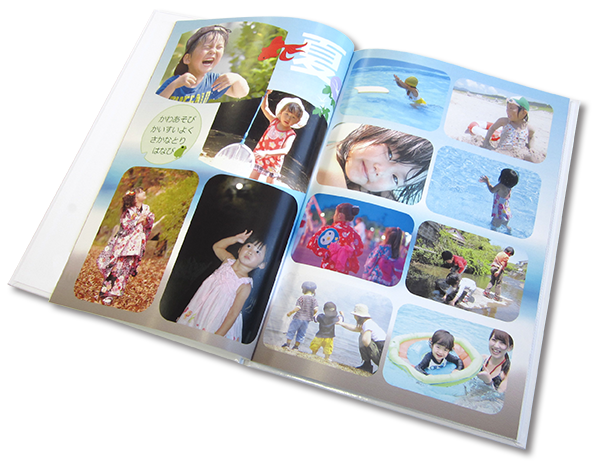 夏
かわあそび
かいすいよく
さかなとり
はなび